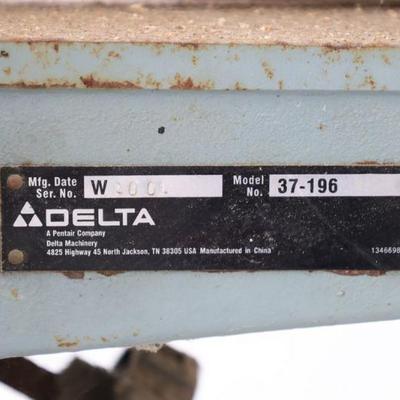 Mfg. Date
Ser. No.
W
Model
No.
37-196
DELTA
A Pentair Company
Delta Machinery
4825 Highway 45 North Jackson, TN 38305 USA Manufactured in China
1346698